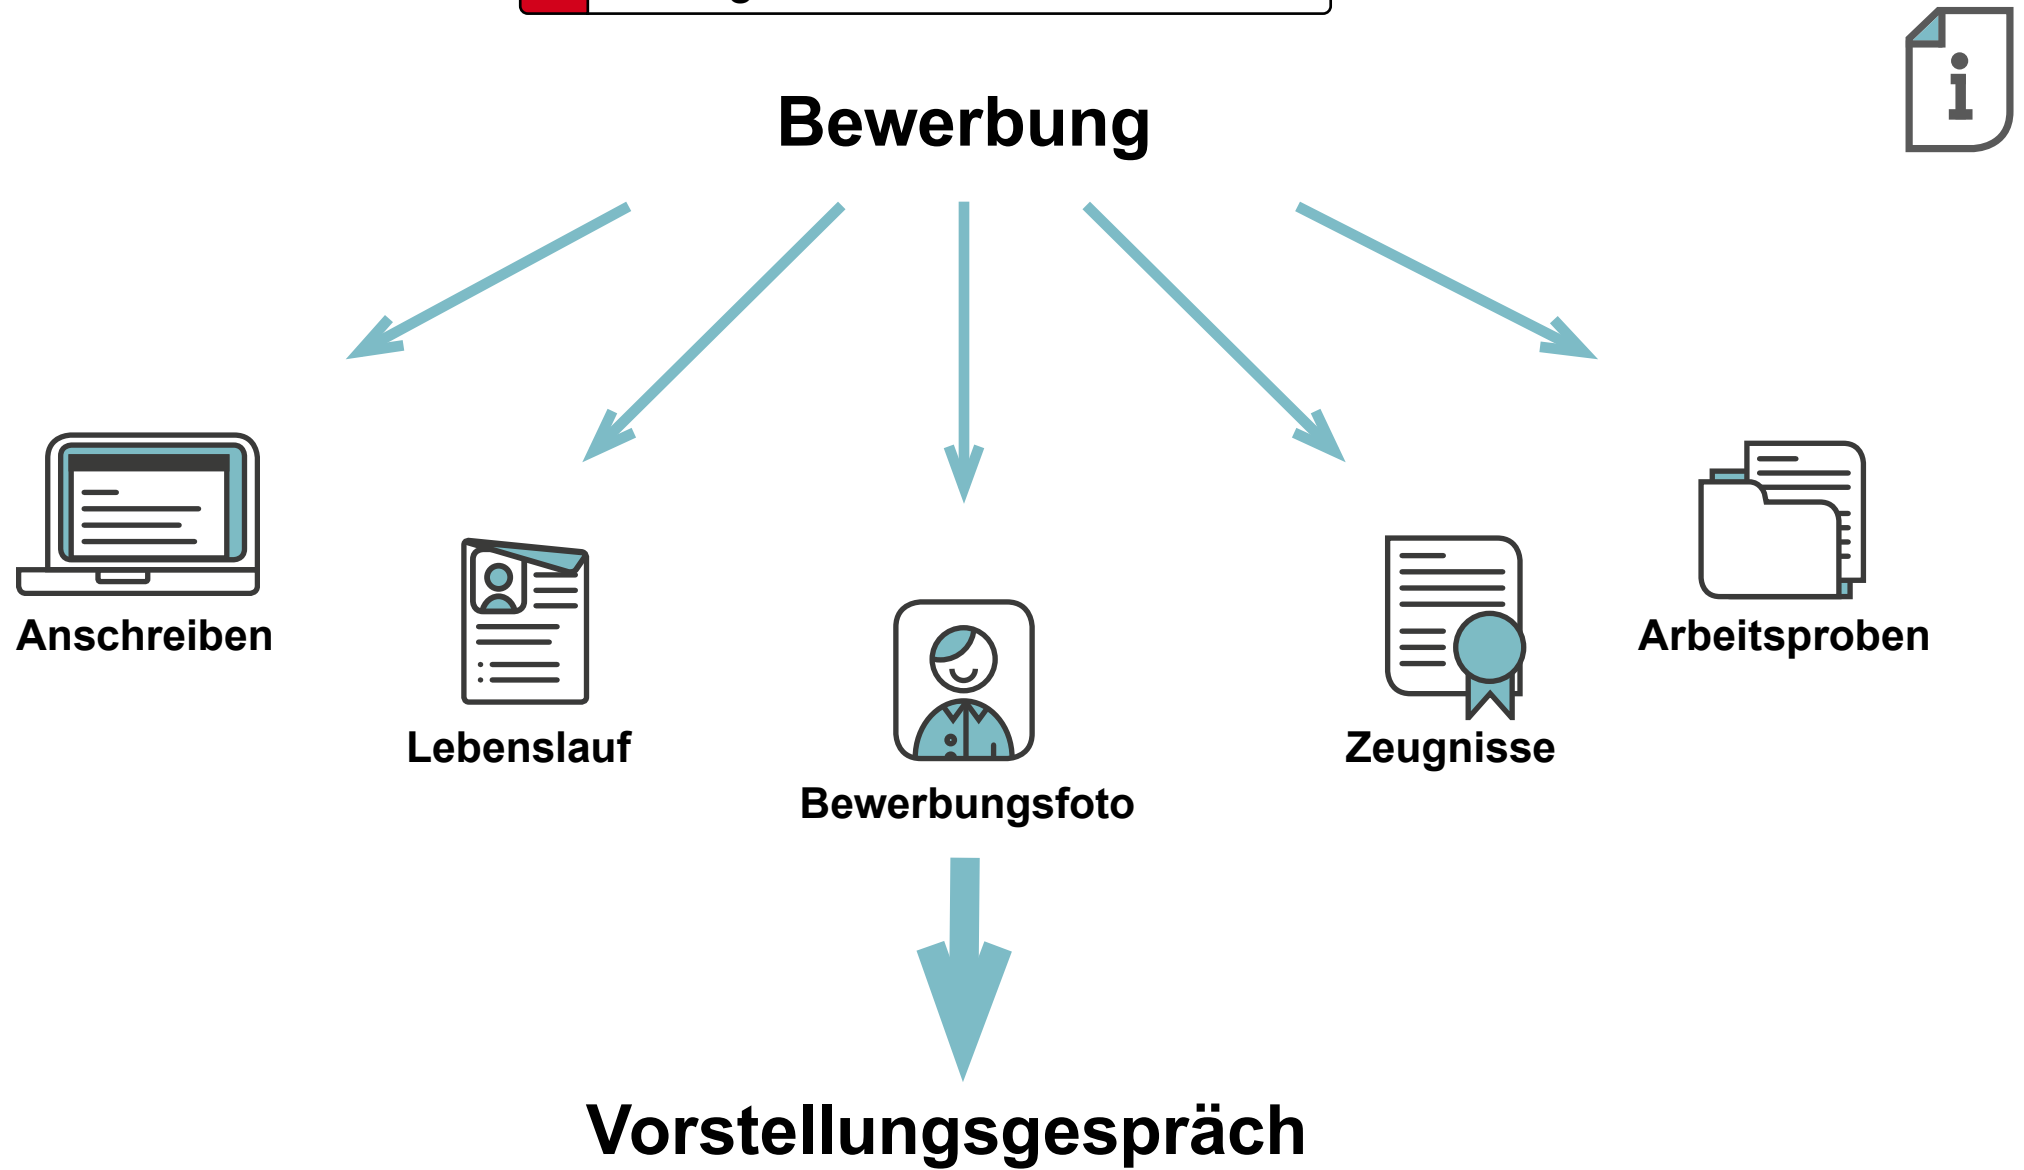 Bewerbung
i
Anschreiben
Arbeitsproben
Lebenslauf
Zeugnisse
Bewerbungsfoto
Vorstellungsgespräch